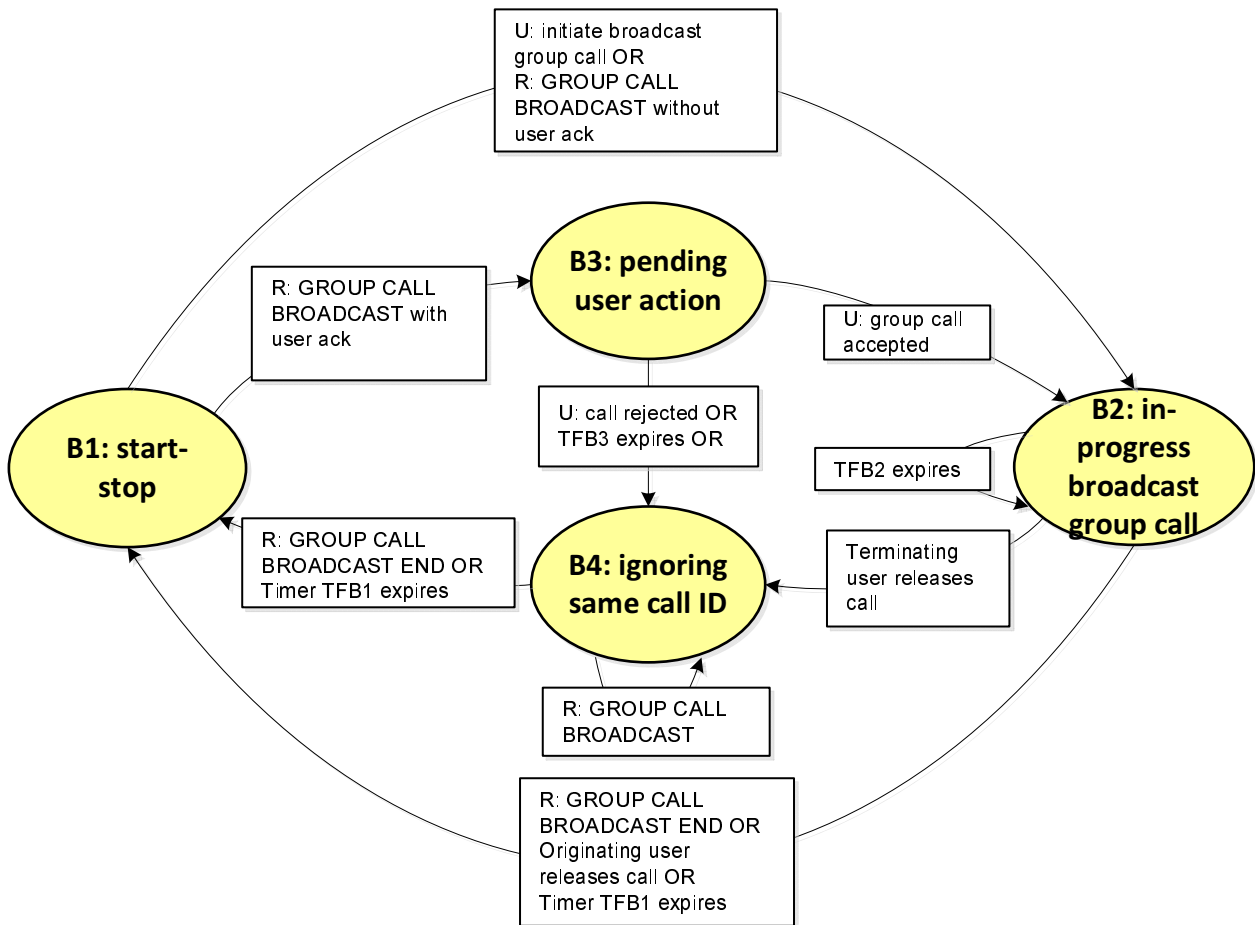 U: initiate broadcast
group call OR
R: GROUP CALL
BROADCAST without
user ack
B3: pending
user action
R: GROUP CALL
BROADCAST with
user ack
U: group call
accepted
U: call rejected OR
TFB3 expires OR
B1: start-
stop
B2: in-
progress
broadcast
group call
TFB2 expires
R: GROUP CALL
BROADCAST END OR
Timer TFB1 expires
B4: ignoring
same call ID
Terminating
user releases
call
R: GROUP CALL
BROADCAST
R: GROUP CALL
BROADCAST END OR
Originating user
releases call OR
Timer TFB1 expires